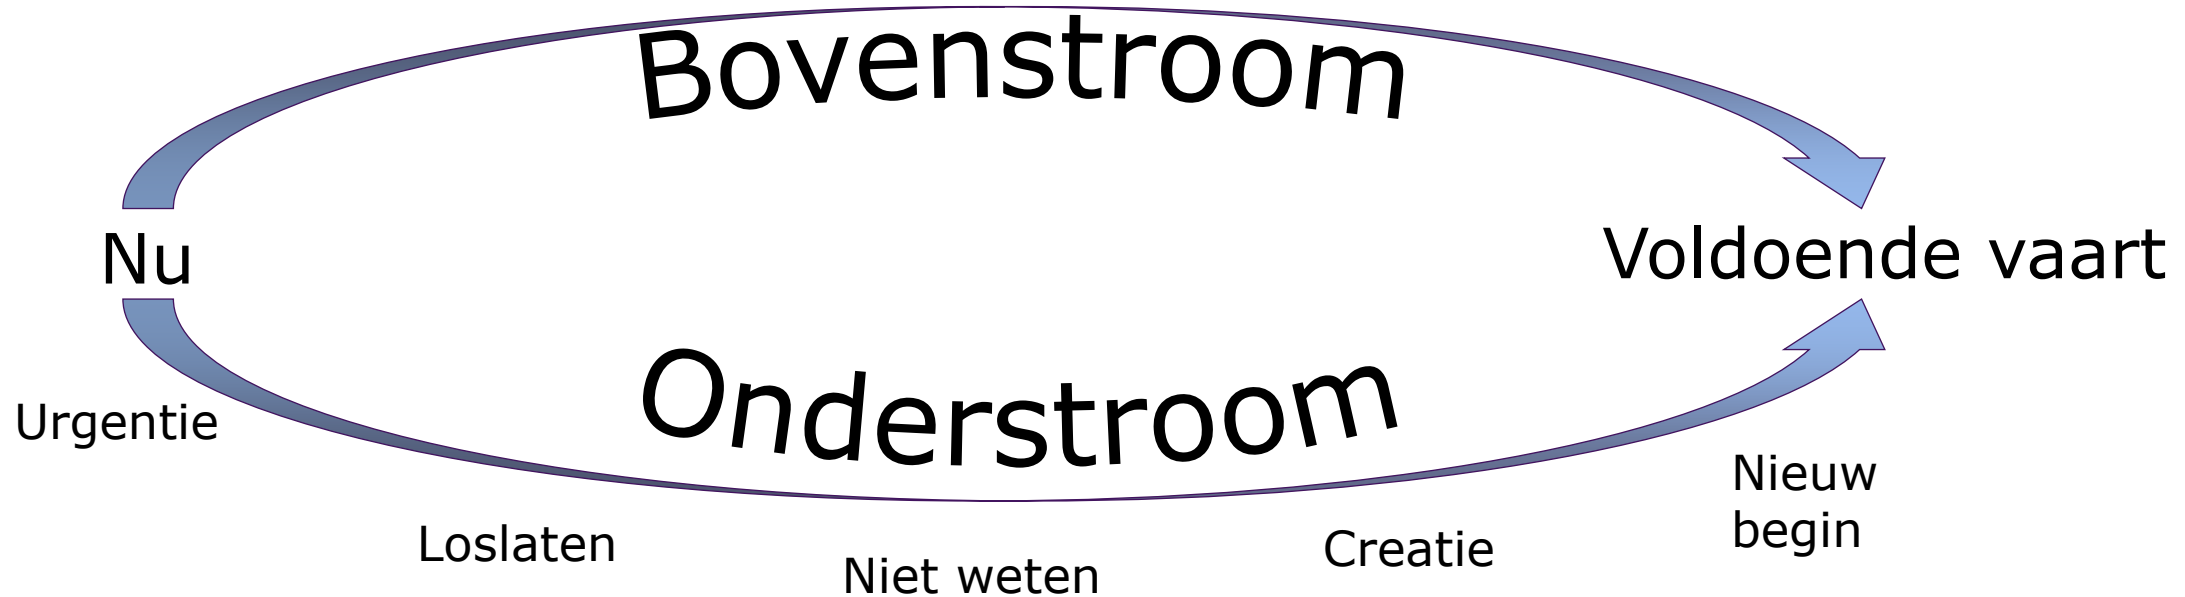 Bovenstroom
Nu
Voldoende vaart
Onderstroom
Urgentie
Loslaten
Niet weten
Creatie
Nieuw
begin